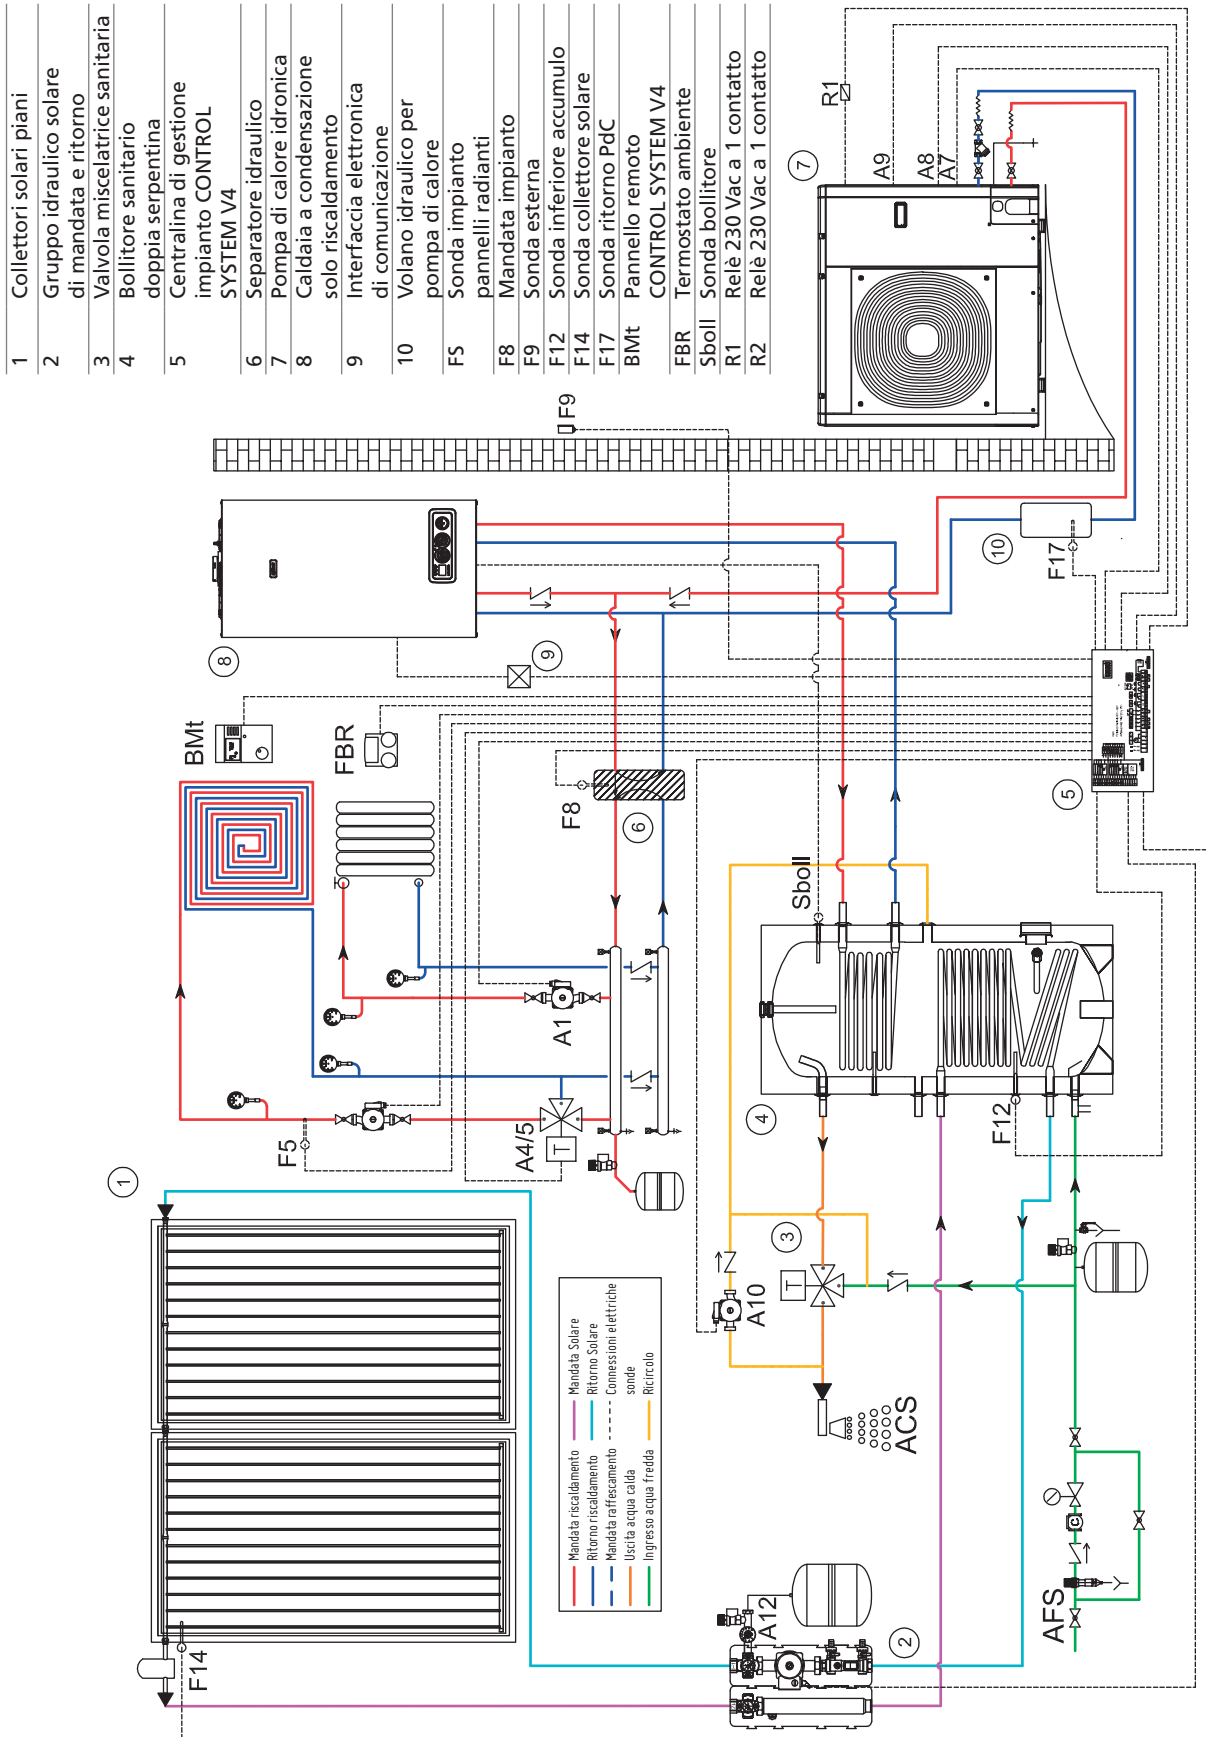 1 Collettori solari piani
2 Gruppo idraulico solare
di mandata e ritorno
3 Valvola miscelatrice sanitaria
4 Bollitore sanitario
doppia serpentina
5 Centralina di gestione
impianto CONTROL
SYSTEM V4
6 Separatore idraulico
7 Pompa di calore idronica
8 Caldaia a condensazione
solo riscaldamento
9 Interfaccia elettronica
di comunicazione
10 Volano idraulico per
pompa di calore
FS Sonda impianto
pannelli radianti
F8 Mandata impianto
F9 Sonda esterna
F12 Sonda inferiore accumulo
F14 Sonda collettore solare
F17 Sonda ritorno PdC
BMt Pannello remoto
CONTROL SYSTEM V4
FBR Termostato ambiente
Sboll Sonda bollitore
R1 Relè 230 Vac a 1 contatto
R2 Relè 230 Vac a 1 contatto
1
F14
8
BMt
FBR
9
F5
A4/5
T
A1
F8
6
F9
7
R1
A9
A8
A7
10
F17
5
Sboll
4
F12
3
T
A10
ACS
A12
2
AFS
C
Mandata riscaldamento
Ritorno riscaldamento
Mandata raffescamento
Uscita acqua calda
Ingresso acqua fredda
Mandata Solare
Ritorno Solare
Connessioni elettriche
sonde
Ricircolo